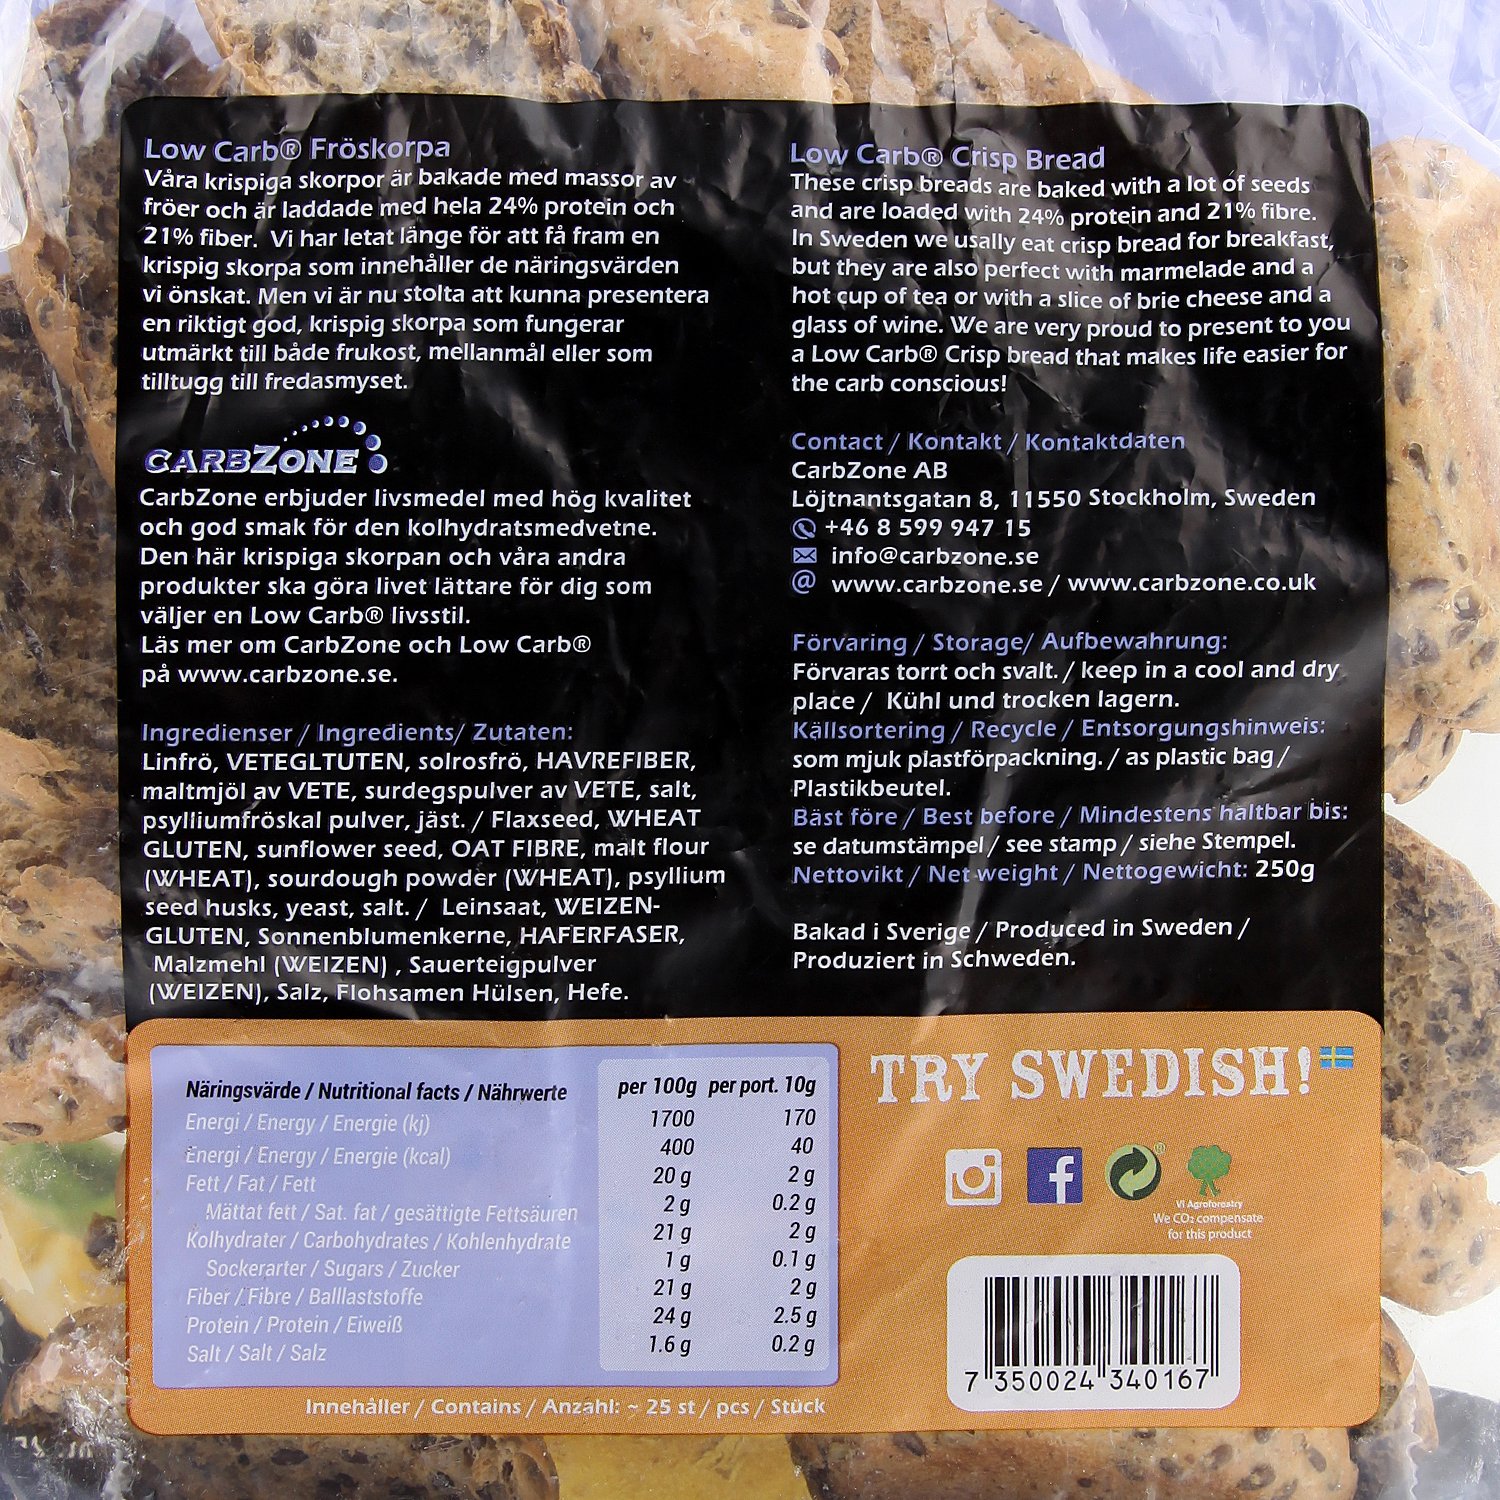 Low Carb® Fröskorpa
Våra krispiga skorpor är bakade med massor av
fröer och är laddade med hela 24% protein och
21% fiber. Vi har letat länge för att få fram en
krispig skorpa som innehåller de näringsvärden
vi önskat. Men vi är nu stolta att kunna presentera
en riktigt god, krispig skorpa som fungerar
utmärkt till både frukost, mellanmål eller som
tilltugg till fredasmyset.
CARBZONE
CarbZone erbjuder livsmedel med hög kvalitet
och god smak för den kolhydratsmedvetne.
Den här krispiga skorpan och våra andra
produkter ska göra livet lättare för dig som
väljer en Low Carb® livsstil.
Läs mer om CarbZone och Low Carb®
på www.carbzone.se.
Ingredienser / Ingredients/ Zutaten:
Linfrö, VETEGLTUTEN, solrosfrö, HAVREFIBER,
maltmjöl av VETE, surdegspulver av VETE, salt,
psylliumfröskal pulver, jäst. / Flaxseed, WHEAT
GLUTEN, sunflower seed, OAT FIBRE, malt flour
(WHEAT), sourdough powder (WHEAT), psyllium
seed husks, yeast, salt. / Leinsaat, WEIZEN-
GLUTEN, Sonnenblumenkerne, HAFERFASER,
Malzmehl (WEIZEN) , Sauerteigpulver
(WEIZEN), Salz, Flohsamen Hülsen, Hefe.
Low Carb® Crisp Bread
These crisp breads are baked with a lot of seeds
and are loaded with 24% protein and 21% fibre.
In Sweden we usally eat crisp bread for breakfast,
but they are also perfect with marmelade and a
hot cup of tea or with a slice of brie cheese and a
glass of wine. We are very proud to present to you
a Low Carb® Crisp bread that makes life easier for
the carb conscious!
Contact / Kontakt / Kontaktdaten
CarbZone AB
Löjtnantsgatan 8, 11550 Stockholm, Sweden
+46 8 599 947 15
info@carbzone.se
@ www.carbzone.se / www.carbzone.co.uk
Förvaring / Storage/ Aufbewahrung:
Förvaras torrt och svalt. / keep in a cool and dry
place / Kühl und trocken lagern.
Källsortering / Recycle / Entsorgungshinweis:
som mjuk plastförpackning. / as plastic bag /
Plastikbeutel.
Bäst före / Best before / Mindestens haltbar bis:
se datumstämpel / see stamp / siehe Stempel.
Nettovikt / Net weight / Nettogewicht: 250g
Bakad i Sverige / Produced in Sweden /
Produziert in Schweden.
Näringsvärde / Nutritional facts / Nährwerte per 100g per port. 10g
Energi / Energy / Energie (kj) 1700 170
Energi / Energy / Energie (kcal) 400 40
Fett / Fat / Fett 20 g 2 g
Mättat fett / Sat. fat / gesättigte Fettsäuren 2 g 0.2 g
Kolhydrater / Carbohydrates / Kohlenhydrate 21 g 2 g
Sockerarter / Sugars / Zucker 1 g 0.1 g
Fiber / Fibre / Balllaststoffe 21 g 2 g
Protein / Protein / Eiweiß 24 g 2.5 g
Salt / Salt / Salz 1.6 g 0.2 g
Innehåller / Contains / Anzahl: ~ 25 st / pcs / Stück
TRY SWEDISH!
f
Vi Agroforestry
We CO₂ compensate
for this product
7 350024 340167